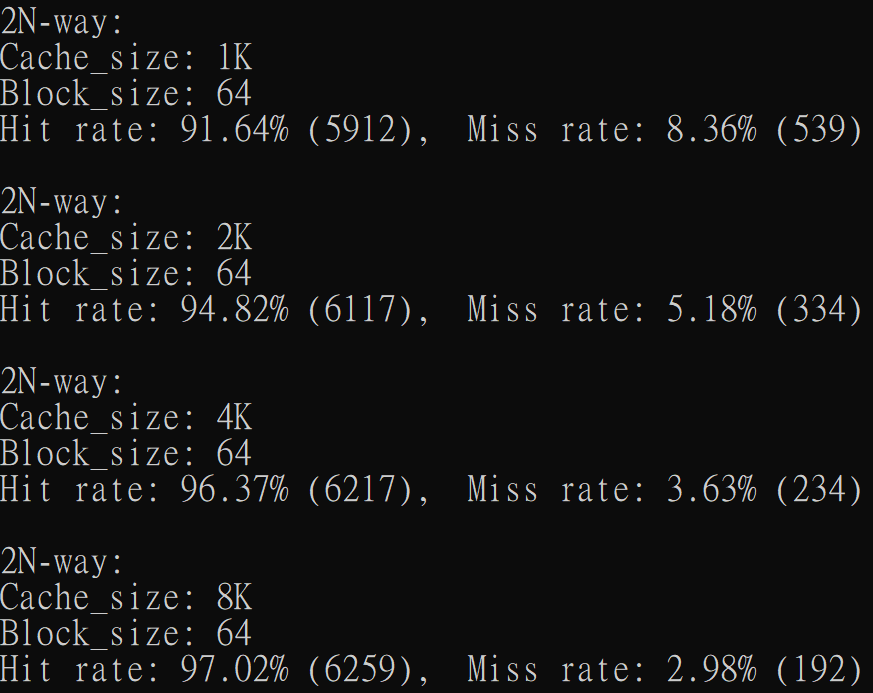 2N-way:
Cache_size: 1K
Block_size: 64
Hit rate: 91.64% (5912),  Miss rate: 8.36% (539)
2N-way:
Cache_size: 2K
Block_size: 64
Hit rate: 94.82% (6117),  Miss rate: 5.18% (334)
2N-way:
Cache_size: 4K
Block_size: 64
Hit rate: 96.37% (6217),  Miss rate: 3.63% (234)
2N-way:
Cache_size: 8K
Block_size: 64
Hit rate: 97.02% (6259),  Miss rate: 2.98% (192)